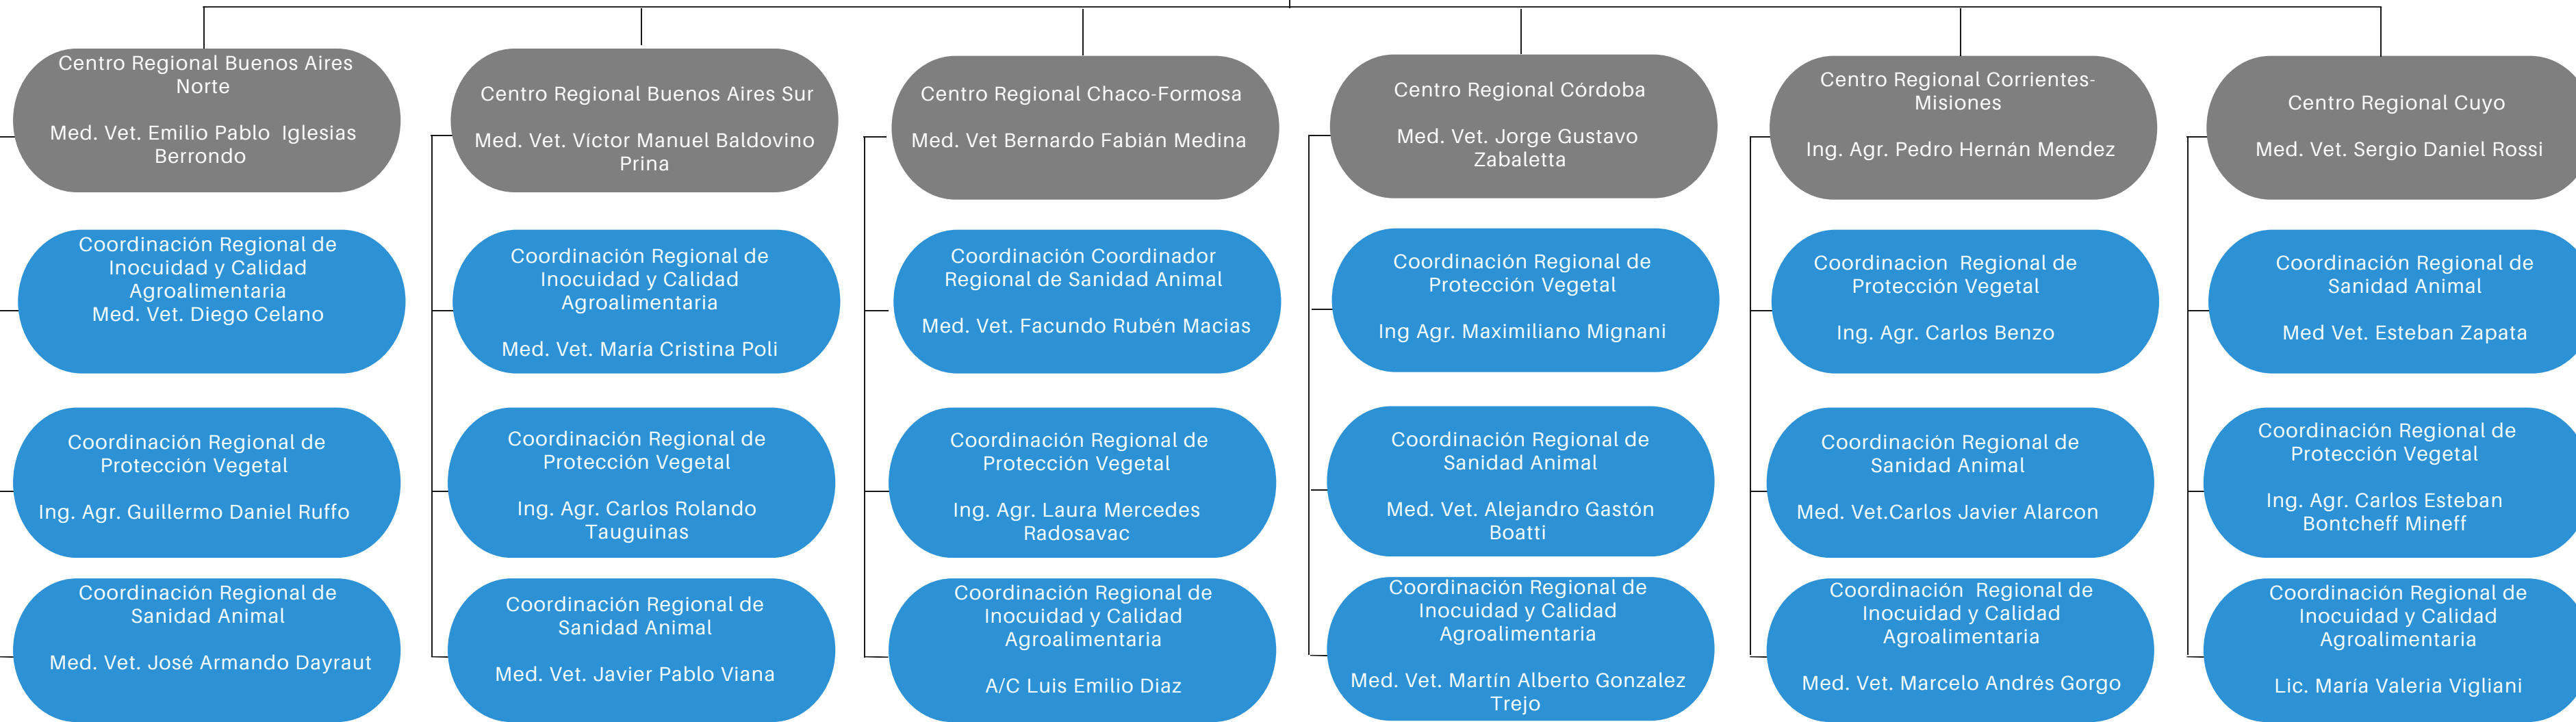 Centro Regional Buenos Aires
Norte
Med. Vet. Emilio Pablo  Iglesias
Berrondo
Coordinación Regional de
Inocuidad y Calidad
Agroalimentaria
Med. Vet. Diego Celano
Coordinación Regional de
Protección Vegetal
Ing. Agr. Guillermo Daniel Ruffo
Coordinación Regional de
Sanidad Animal
Med. Vet. José Armando Dayraut
Centro Regional Buenos Aires Sur
Med. Vet. Víctor Manuel Baldovino
Prina
Coordinación Regional de
Inocuidad y Calidad
Agroalimentaria
Med. Vet. María Cristina Poli
Coordinación Regional de
Protección Vegetal
Ing. Agr. Carlos Rolando
Tauguinas
Coordinación Regional de
Sanidad Animal
Med. Vet. Javier Pablo Viana
Centro Regional Chaco-Formosa
Med. Vet Bernardo Fabián Medina
Coordinación Coordinador
Regional de Sanidad Animal
Med. Vet. Facundo Rubén Macias
Coordinación Regional de
Protección Vegetal
Ing. Agr. Laura Mercedes
Radosavac
Coordinación Regional de
Inocuidad y Calidad
Agroalimentaria
A/C Luis Emilio Diaz
Centro Regional Córdoba
Med. Vet. Jorge Gustavo
Zabaletta
Coordinación Regional de
Protección Vegetal
Ing Agr. Maximiliano Mignani
Coordinación Regional de
Sanidad Animal
Med. Vet. Alejandro Gastón
Boatti
Coordinación Regional de
Inocuidad y Calidad
Agroalimentaria
Med. Vet. Martín Alberto Gonzalez
Trejo
Centro Regional Corrientes-
Misiones
Ing. Agr. Pedro Hernán Mendez
Coordinacion  Regional de
Protección Vegetal
Ing. Agr. Carlos Benzo
Coordinación Regional de
Sanidad Animal
Med. Vet.Carlos Javier Alarcon
Coordinación  Regional de
Inocuidad y Calidad
Agroalimentaria
Med. Vet. Marcelo Andrés Gorgo
Centro Regional Cuyo
Med. Vet. Sergio Daniel Rossi
Coordinación Regional de
Sanidad Animal
Med Vet. Esteban Zapata
Coordinación Regional de
Protección Vegetal
Ing. Agr. Carlos Esteban
Bontcheff Mineff
Coordinación Regional de
Inocuidad y Calidad
Agroalimentaria
Lic. María Valeria Vigliani